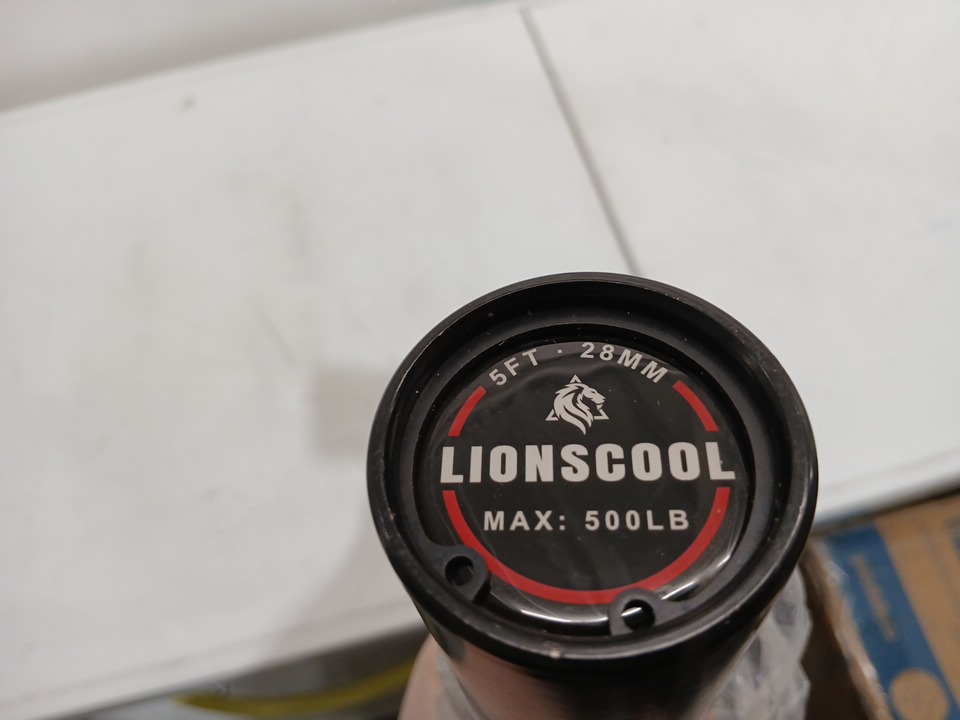 5FT · 28MM
LIONSCOOL
MAX: 500LB